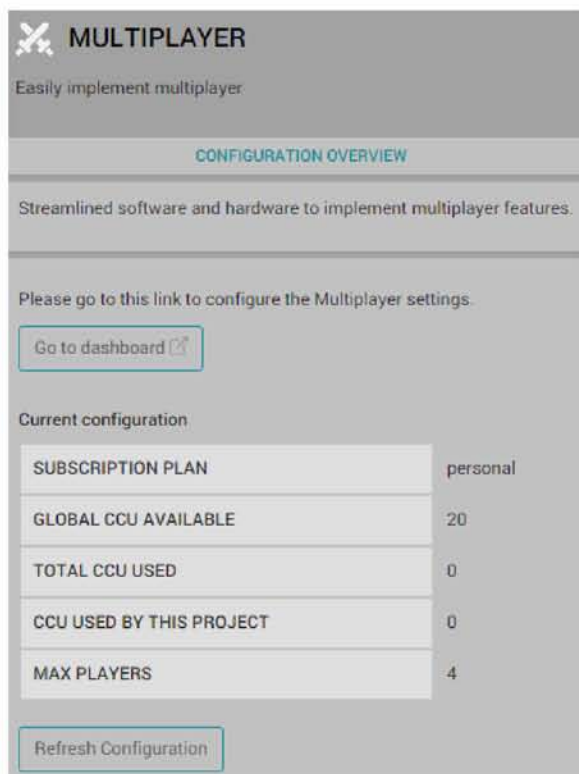 MULTIPLAYER
Easily implement multiplayer
CONFIGURATION OVERVIEW
Streamlined software and hardware to implement multiplayer features.
Please go to this link to configure the Multiplayer settings.
Go to dashboard
Current configuration
SUBSCRIPTION PLAN personal
GLOBAL CCU AVAILABLE 20
TOTAL CCU USED 0
CCU USED BY THIS PROJECT 0
MAX PLAYERS 4
Refresh Configuration